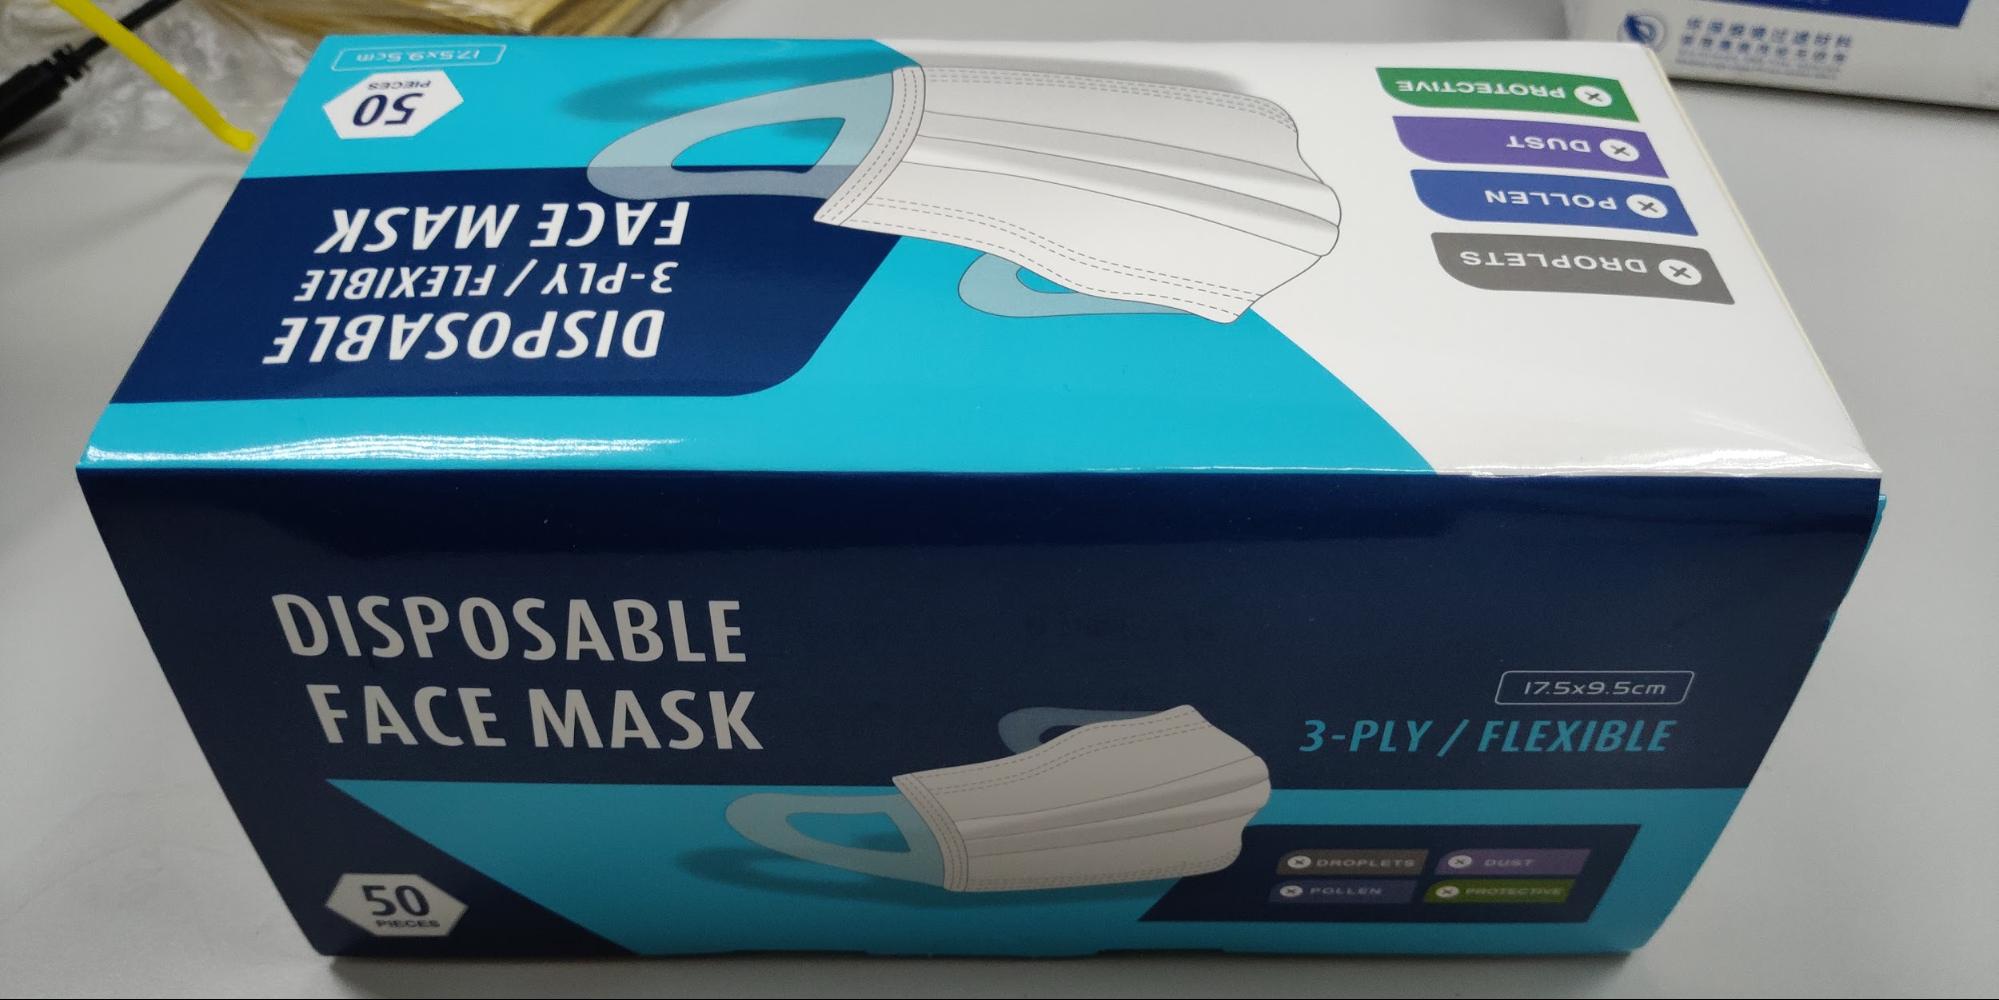 17.5x9.5cm
50
PIECES
DISPOSABLE
3-PLY / FLEXIBLE
FACE MASK
DROPLETS
POLLEN
DUST
PROTECTIVE
DISPOSABLE
FACE MASK
17.5x9.5cm
3-PLY / FLEXIBLE
50
PIECES
DROPLETS
DUST
POLLEN
PROTECTIVE